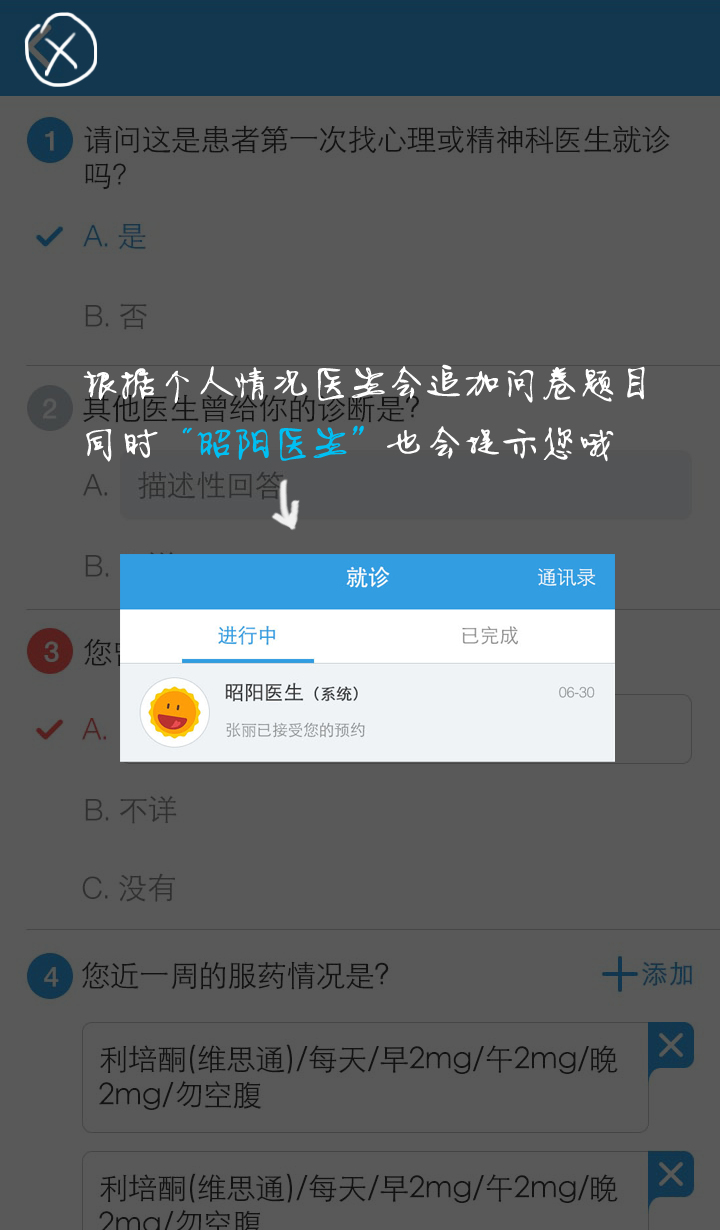 1 请问这是患者第一次找心理或精神科医生就诊
吗?
A. 是
B. 否
根据个人情况医生会追加问卷题目
2 其他医生曾给你的诊断是?
同时“昭阳医生”也会提示您哦
A. 描述性回答
B.
就诊 通讯录
进行中 已完成
3 您
昭阳医生（系统） 06-30
张丽已接受您的预约
A.
B. 不详
C. 没有
4 您近一周的服药情况是? 添加
利培酮(维思通)/每天/早2mg/午2mg/晚
2mg/勿空腹
利培酮(维思通)/每天/早2mg/午2mg/晚
2mg/勿空腹